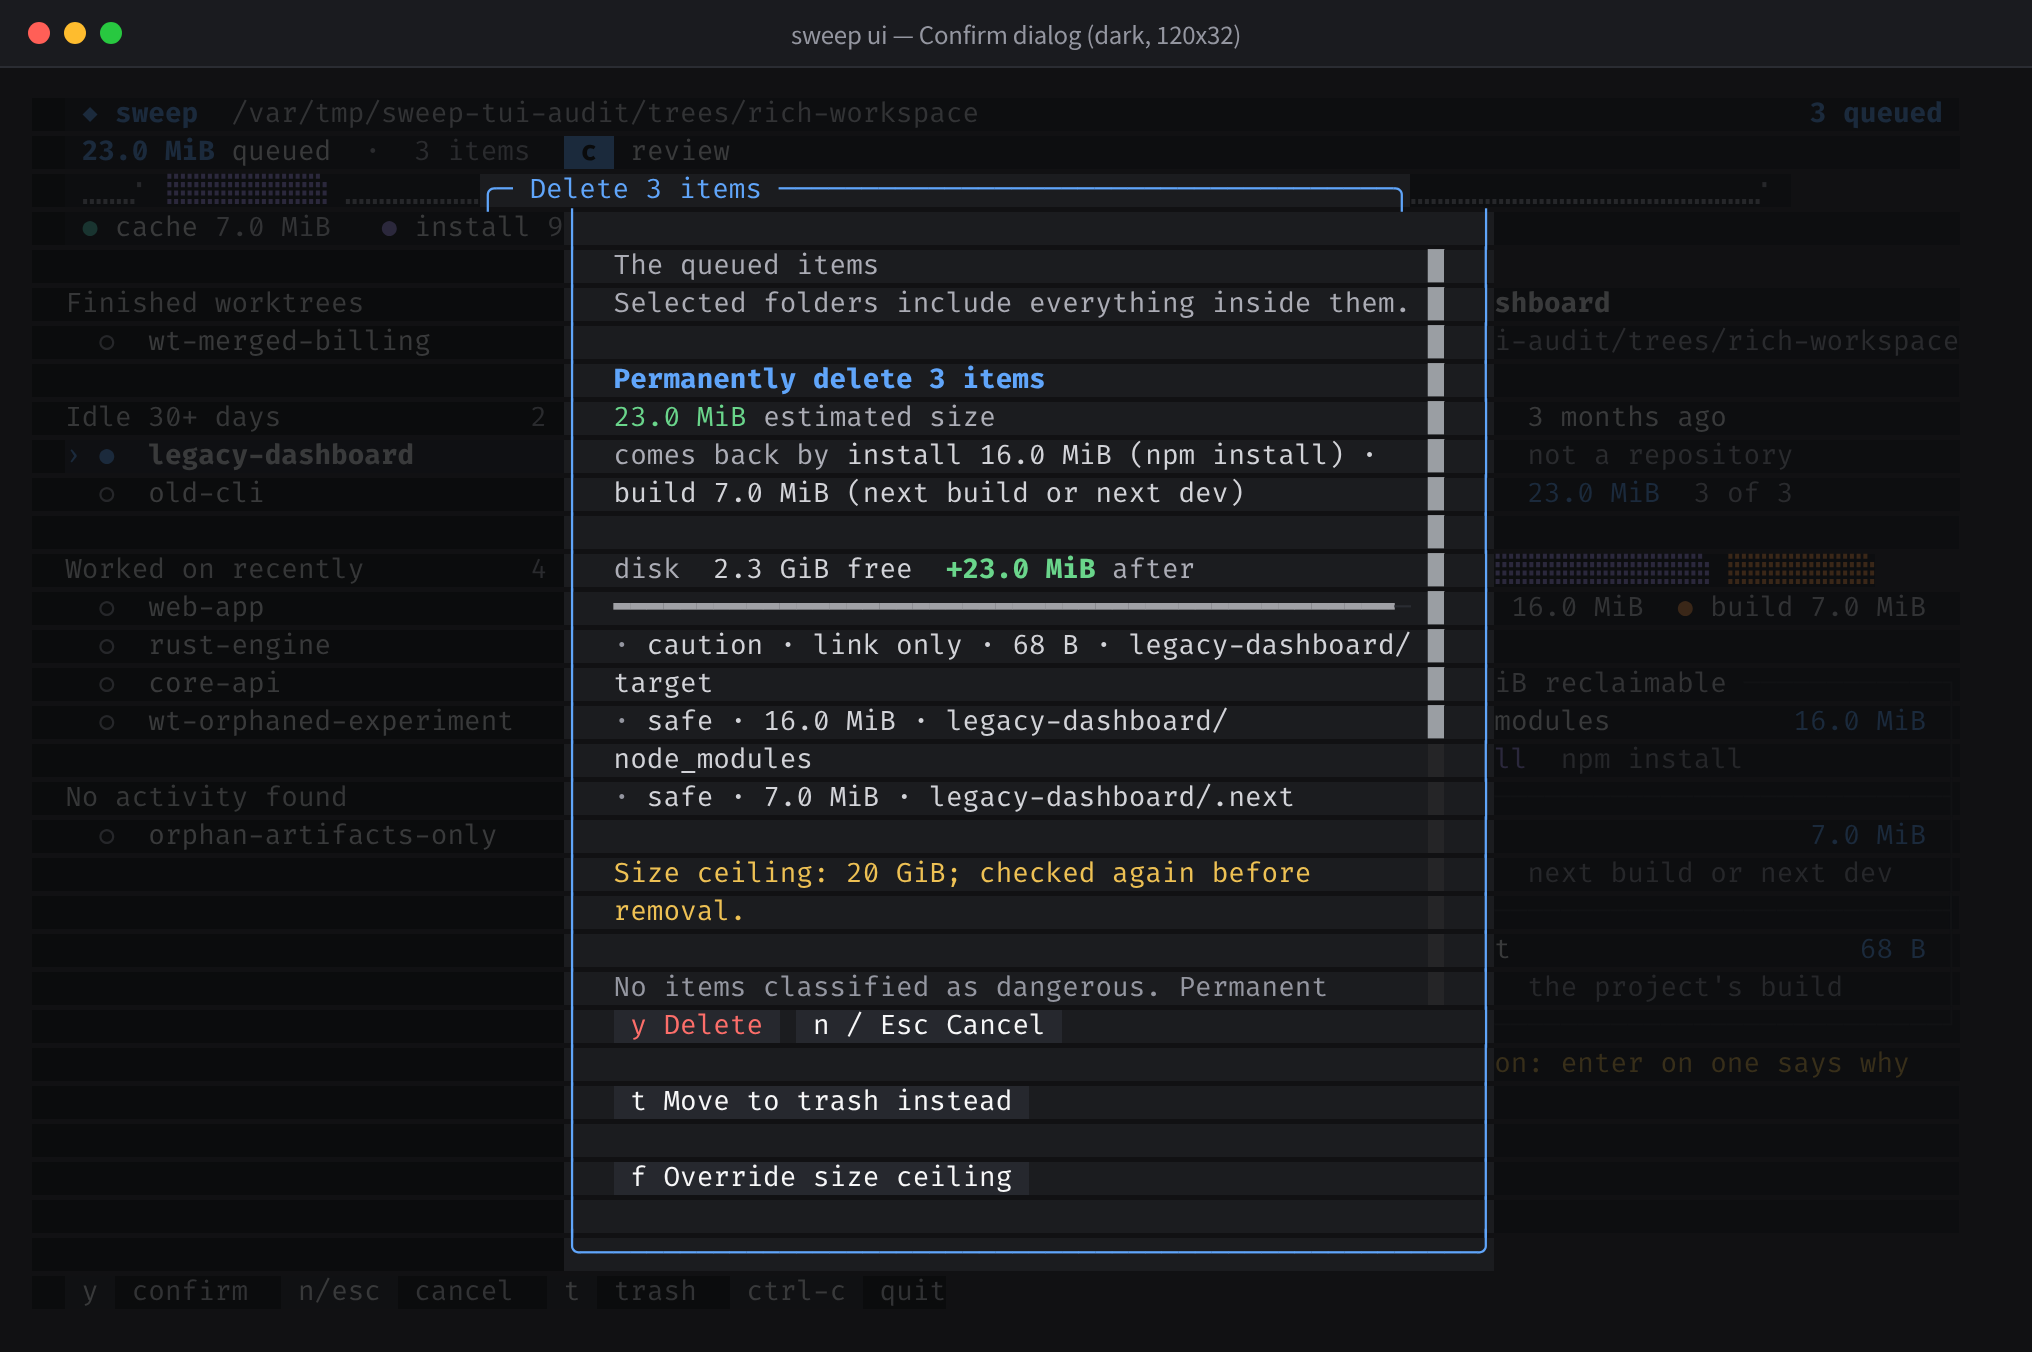 sweep ui — Confirm dialog (dark, 120x32)
◆ sweep /var/tmp/sweep-tui-audit/trees/rich-workspace 3 queued
23.0 MiB queued · 3 items c review
Delete 3 items
● cache 7.0 MiB ● install 9
The queued items
Finished worktrees
Selected folders include everything inside them.
shboard
○ wt-merged-billing
i-audit/trees/rich-workspace
Permanently delete 3 items
Idle 30+ days 2
23.0 MiB estimated size
3 months ago
› ● legacy-dashboard
comes back by install 16.0 MiB (npm install) ·
not a repository
○ old-cli
build 7.0 MiB (next build or next dev)
23.0 MiB 3 of 3
Worked on recently 4
disk 2.3 GiB free +23.0 MiB after
○ web-app
16.0 MiB ● build 7.0 MiB
○ rust-engine
· caution · link only · 68 B · legacy-dashboard/
○ core-api
target
iB reclaimable
○ wt-orphaned-experiment
· safe · 16.0 MiB · legacy-dashboard/
modules 16.0 MiB
node_modules
ll npm install
No activity found
· safe · 7.0 MiB · legacy-dashboard/.next
○ orphan-artifacts-only
7.0 MiB
Size ceiling: 20 GiB; checked again before
next build or next dev
removal.
t 68 B
No items classified as dangerous. Permanent
the project's build
y Delete n / Esc Cancel
on: enter on one says why
t Move to trash instead
f Override size ceiling
y confirm n/esc cancel t trash ctrl-c quit